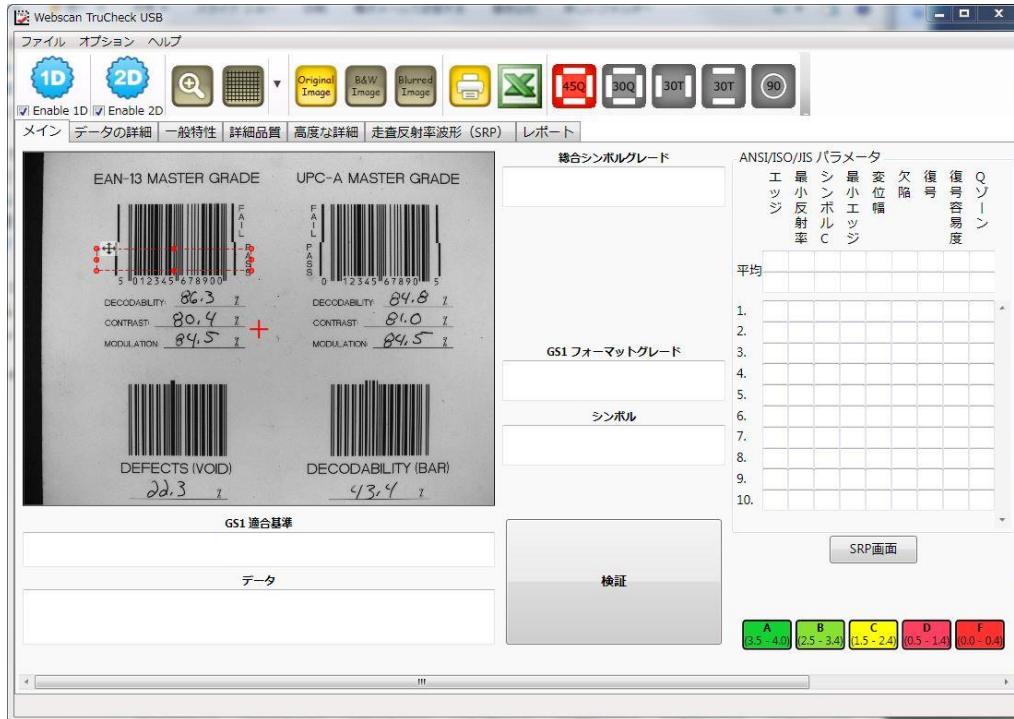 Webscan TruCheck USB
ファイル オプション ヘルプ
1D 2D Original Image B&W Image Blurred Image 45Q 30Q 30T 30T 90
Enable 1D Enable 2D
メイン データの詳細 一般特性 詳細品質 高度な詳細 走査反射率波形（SRP） レポート
EAN-13 MASTER GRADE UPC-A MASTER GRADE
FAIL FAIL
PASS PASS
5 012345 678900 0 12345 67890 5
DECODABILITY: 86.3 % DECODABILITY: 84.8 %
CONTRAST: 80.4 % CONTRAST: 81.0 %
MODULATION: 84.5 % MODULATION: 84.5 %
DEFECTS (VOID) DECODABILITY (BAR)
22.3 % 43.4 %
GS1 適合基準
データ
総合シンボルグレード
GS1 フォーマットグレード
シンボル
検証
ANSI/ISO/JIS パラメータ
エッジ 最小反射率 シンボルC 最小エッジ 変位幅 欠陥 復号 復号容易度 Qゾーン
平均
1.
2.
3.
4.
5.
6.
7.
8.
9.
10.
SRP画面
A B C D F
(3.5 - 4.0) (2.5 - 3.4) (1.5 - 2.4) (0.5 - 1.4) (0.0 - 0.4)